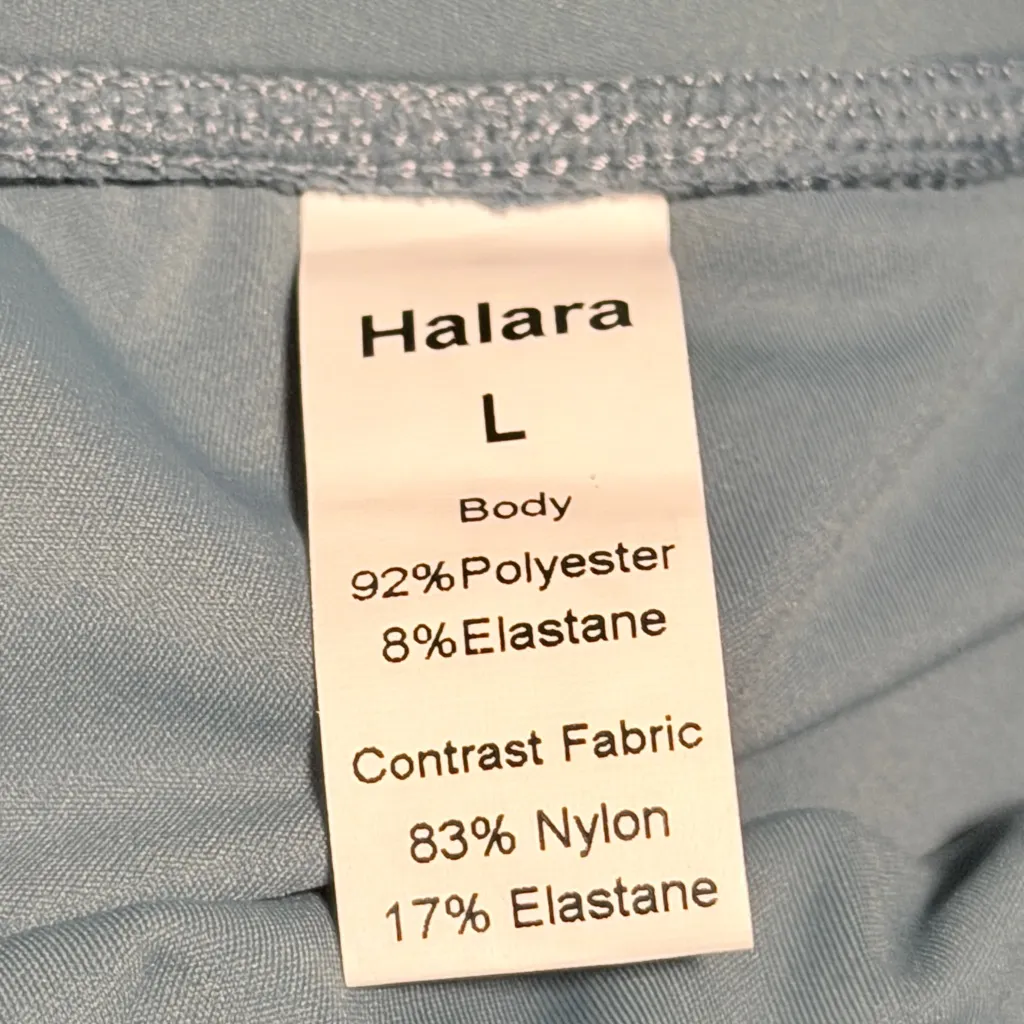 Halara
L
Body
92%Polyester
8%Elastane
Contrast Fabric
83% Nylon
17% Elastane